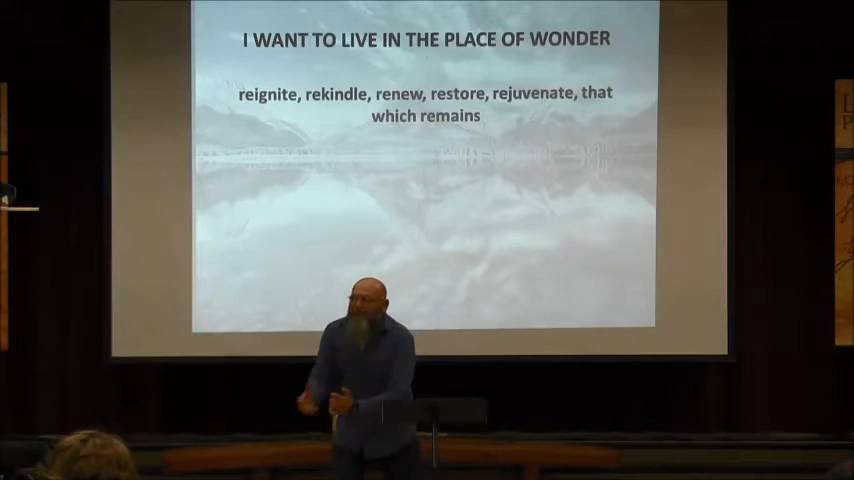 I WANT TO LIVE IN THE PLACE OF WONDER
reignite, rekindle, renew, restore, rejuvenate, that
which remains